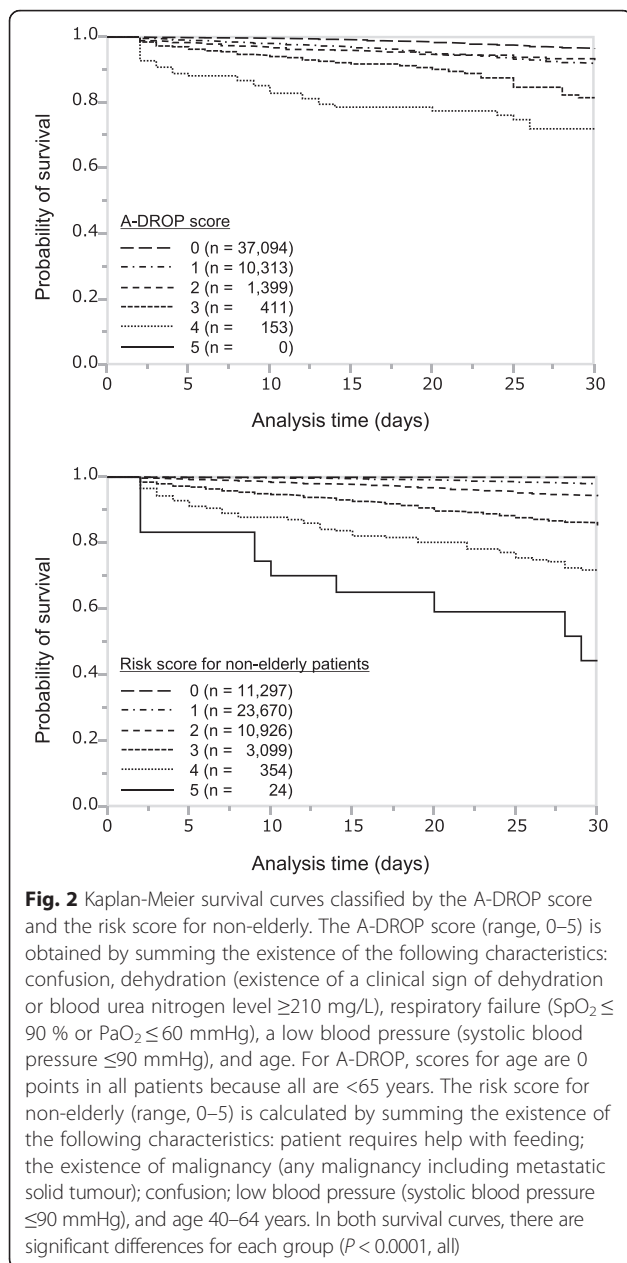 1.0
0.8
0.6
0.4
0.2
0.0
Probability of survival
A-DROP score
0 (n = 37,094)
1 (n = 10,313)
2 (n = 1,399)
3 (n = 411)
4 (n = 153)
5 (n = 0)
0 5 10 15 20 25 30
Analysis time (days)
1.0
0.8
0.6
0.4
0.2
0.0
Probability of survival
Risk score for non-elderly patients
0 (n = 11,297)
1 (n = 23,670)
2 (n = 10,926)
3 (n = 3,099)
4 (n = 354)
5 (n = 24)
0 5 10 15 20 25 30
Analysis time (days)
Fig. 2 Kaplan-Meier survival curves classified by the A-DROP score
and the risk score for non-elderly. The A-DROP score (range, 0–5) is
obtained by summing the existence of the following characteristics:
confusion, dehydration (existence of a clinical sign of dehydration
or blood urea nitrogen level ≥210 mg/L), respiratory failure (SpO₂ ≤
90 % or PaO₂ ≤ 60 mmHg), a low blood pressure (systolic blood
pressure ≤90 mmHg), and age. For A-DROP, scores for age are 0
points in all patients because all are <65 years. The risk score for
non-elderly (range, 0–5) is calculated by summing the existence of
the following characteristics: patient requires help with feeding;
the existence of malignancy (any malignancy including metastatic
solid tumour); confusion; low blood pressure (systolic blood pressure
≤90 mmHg), and age 40–64 years. In both survival curves, there are
significant differences for each group (P < 0.0001, all)